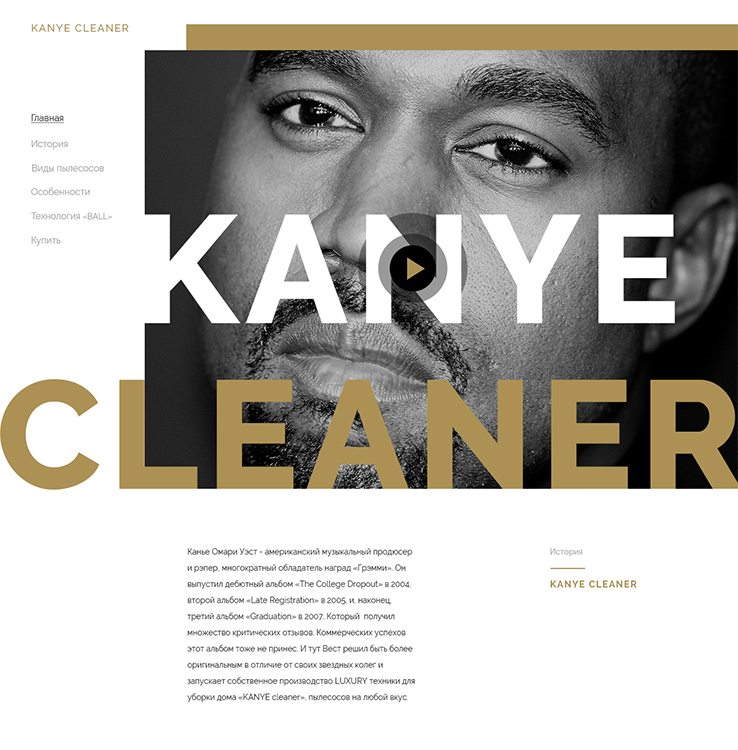 KANYE CLEANER
Главная
История
Виды пылесосов
Особенности
Технология «BALL»
Купить
KANYE
CLEANER
Канье Омари Уэст - американский музыкальный продюсер
и рэпер, многократный обладатель наград «Грэмми». Он
выпустил дебютный альбом «The College Dropout» в 2004,
второй альбом «Late Registration» в 2005, и, наконец,
третий альбом «Graduation» в 2007. Который получил
множество критических отзывов. Коммерческих успехов
этот альбом тоже не принес. И тут Вест решил быть более
оригинальным в отличие от своих звездных колег и
запускает собственное производство LUXURY техники для
уборки дома «KANYE cleaner», пылесосов на любой вкус.
История
KANYE CLEANER